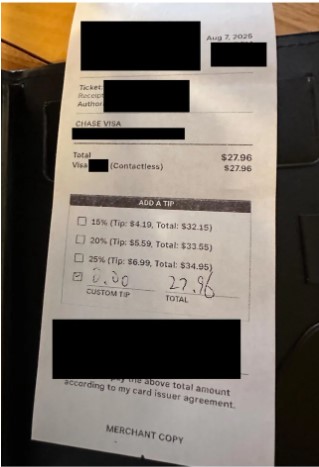 Aug 7, 2025
Ticket:
Receipt
Author
CHASE VISA
Total $27.96
Visa (Contactless) $27.96
ADD A TIP
15% (Tip: $4.19, Total: $32.15)
20% (Tip: $5.59, Total: $33.55)
25% (Tip: $6.99, Total: $34.95)
0.00 27.96
CUSTOM TIP TOTAL
pay the above total amount
according to my card issuer agreement.
MERCHANT COPY